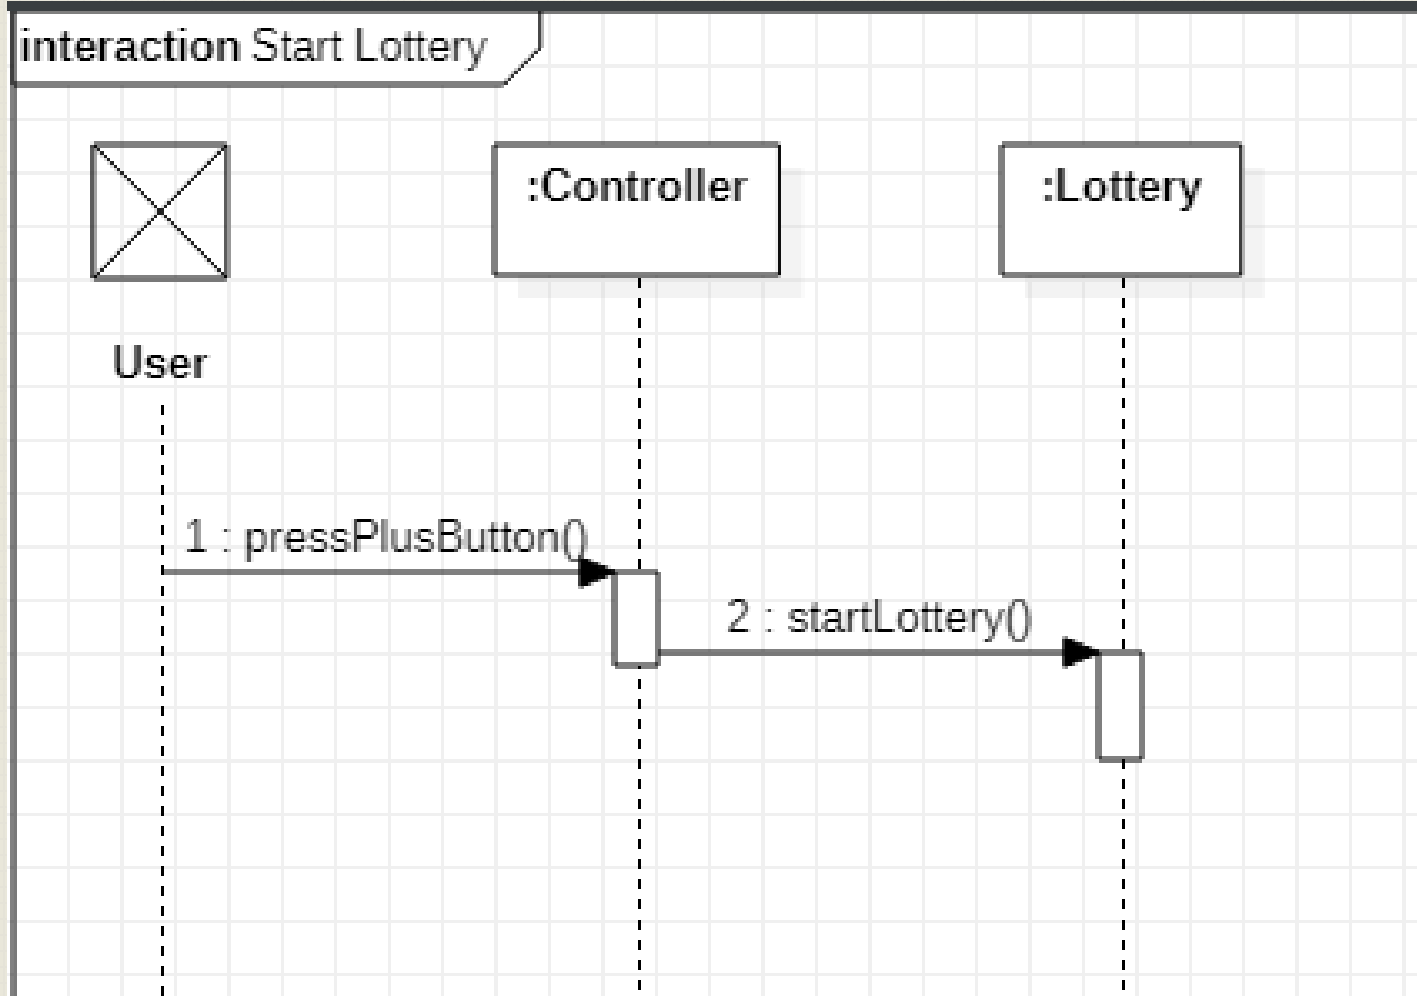 interaction Start Lottery
:Controller
:Lottery
User
1 : pressPlusButton()
2 : startLottery()